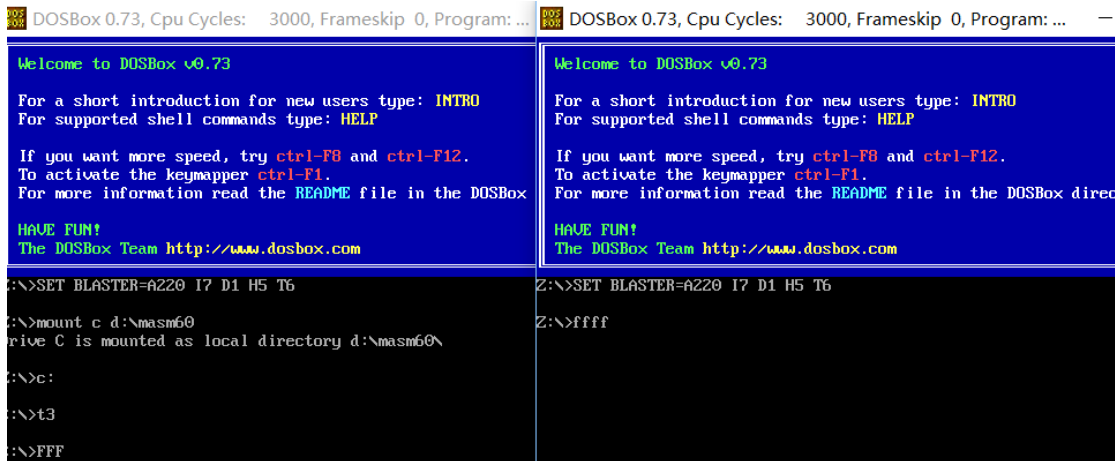 DOSBox 0.73, Cpu Cycles: 3000, Frameskip 0, Program: ...
Welcome to DOSBox v0.73
For a short introduction for new users type: INTRO
For supported shell commands type: HELP
If you want more speed, try ctrl-F8 and ctrl-F12.
To activate the keymapper ctrl-F1.
For more information read the README file in the DOSBox
HAVE FUN!
The DOSBox Team http://www.dosbox.com
:\>SET BLASTER=A220 I7 D1 H5 T6
:\>mount c d:\masm60
rive C is mounted as local directory d:\masm60\
:\>c:
:\>t3
:\>FFF
DOSBox 0.73, Cpu Cycles: 3000, Frameskip 0, Program: ...
Welcome to DOSBox v0.73
For a short introduction for new users type: INTRO
For supported shell commands type: HELP
If you want more speed, try ctrl-F8 and ctrl-F12.
To activate the keymapper ctrl-F1.
For more information read the README file in the DOSBox direc
HAVE FUN!
The DOSBox Team http://www.dosbox.com
Z:\>SET BLASTER=A220 I7 D1 H5 T6
Z:\>ffff